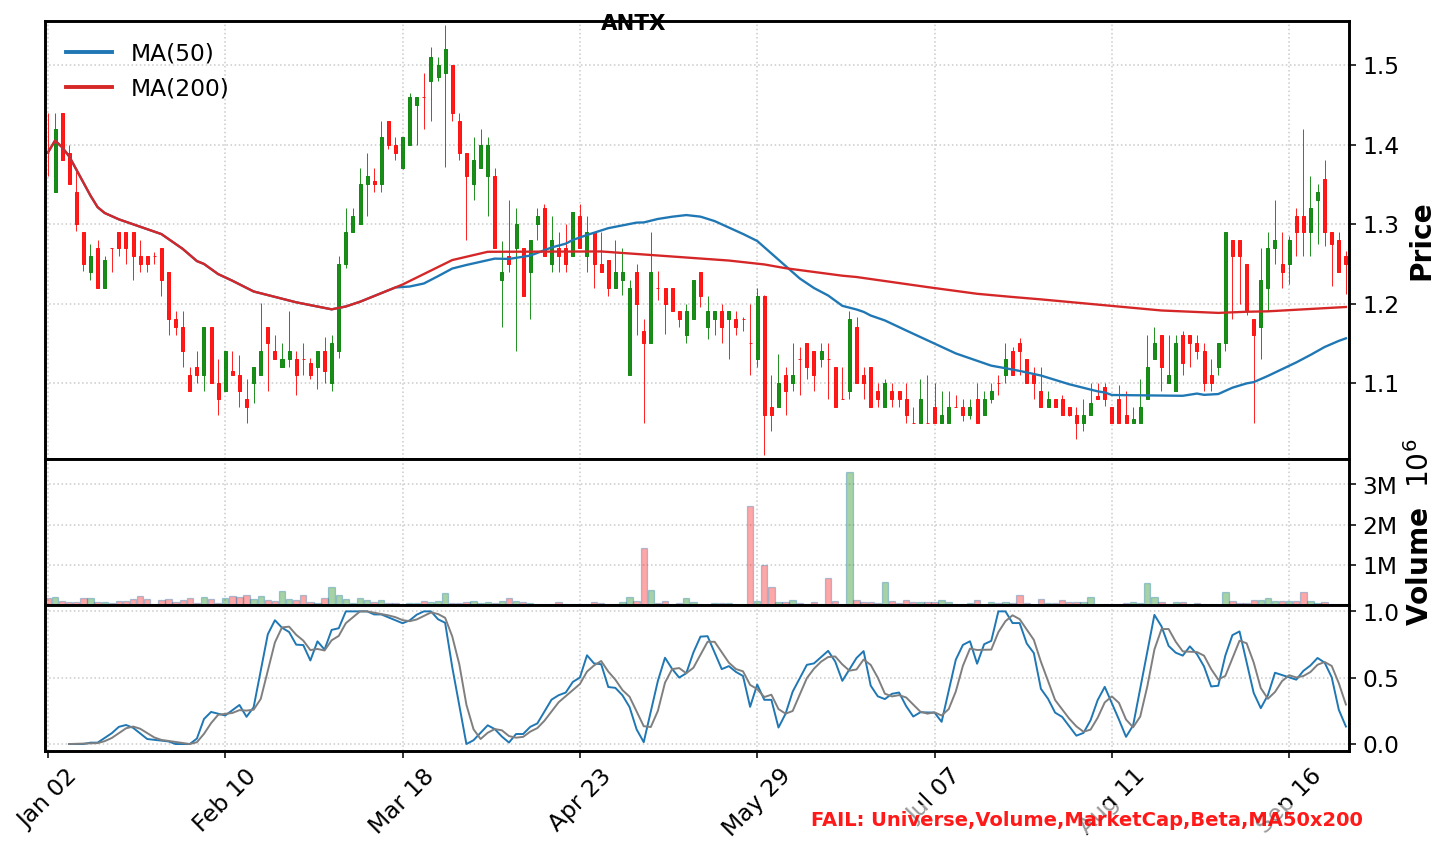 ANTX
MA(50)
MA(200)
1.5
1.4
1.3
1.2
1.1
Price
3M
2M
1M
Volume 10^6
1.0
0.5
0.0
Jan 02
Feb 10
Mar 18
Apr 23
May 29
Jul 07
Aug 11
Sep 16
FAIL: Universe,Volume,MarketCap,Beta,MA50x200